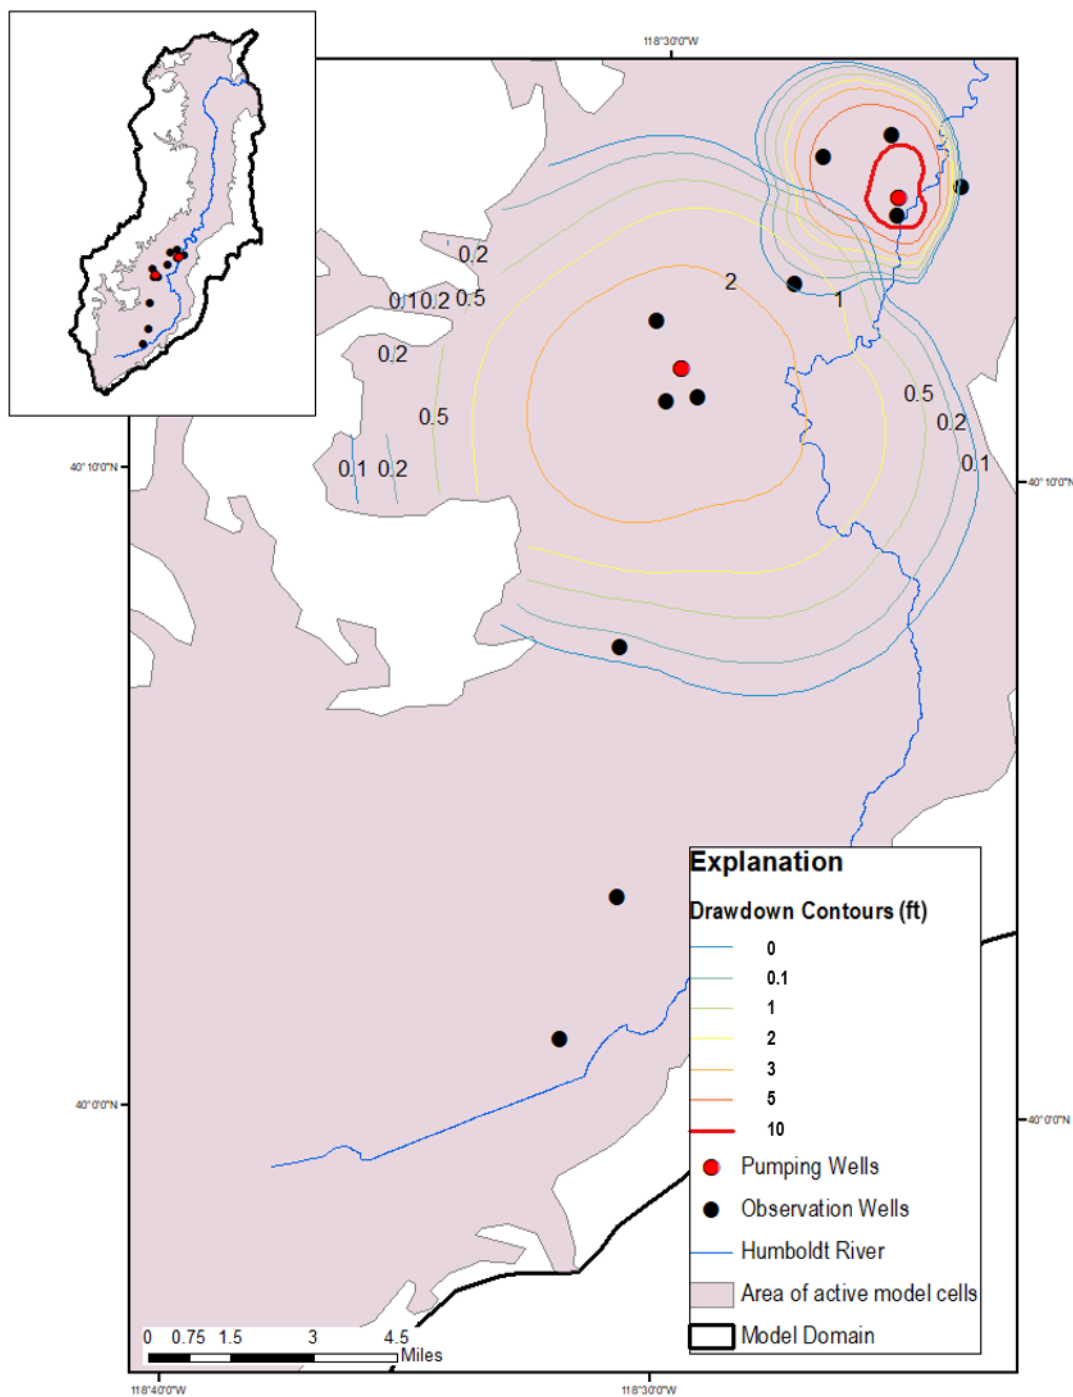 118°30'0"W
0.2
0.1
0.2
0.5
2
1
0.2
0.5
0.5
0.2
0.1
0.2
0.1
40°10'0"N
40°10'0"N
Explanation
Drawdown Contours (ft)
0
0.1
1
2
3
5
10
Pumping Wells
Observation Wells
Humboldt River
Area of active model cells
Model Domain
40°0'0"N
40°0'0"N
0 0.75 1.5 3 4.5
Miles
118°40'0"W
118°30'0"W